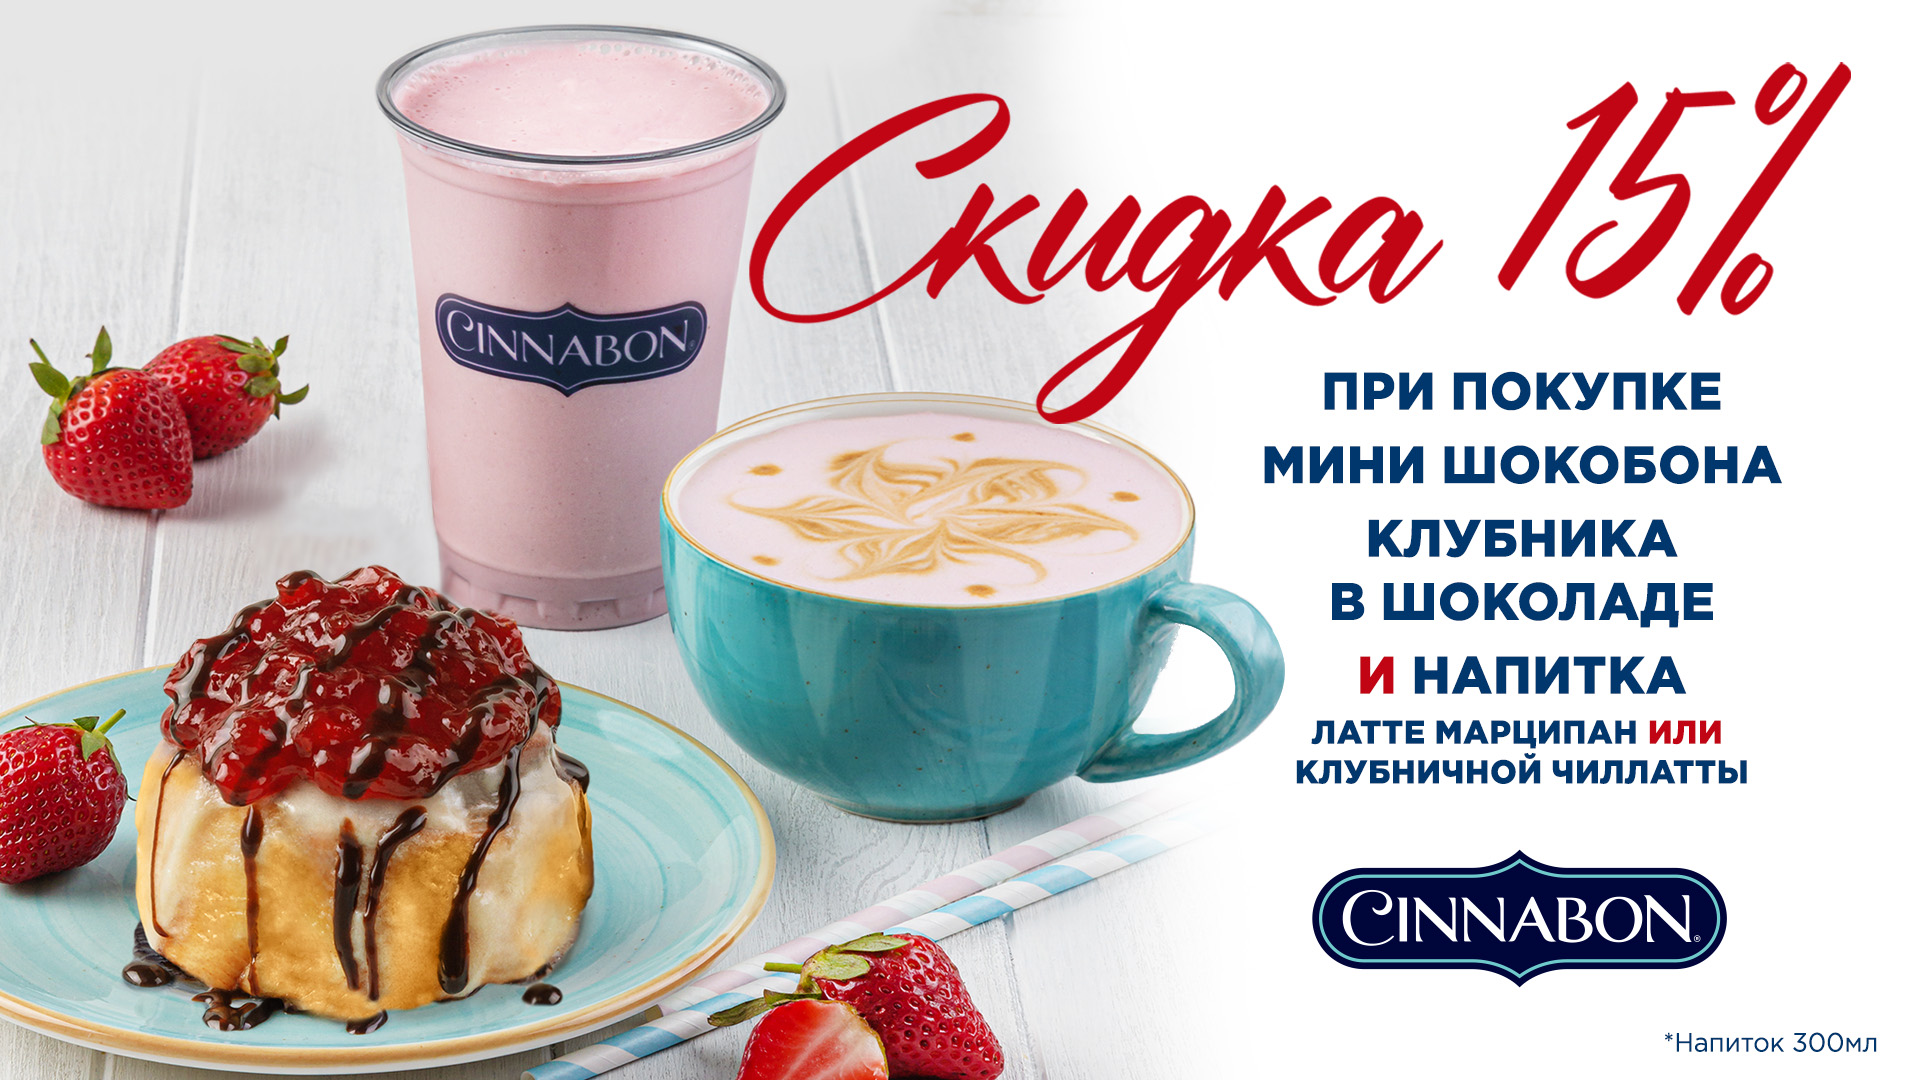 Скидка 15%
CINNABON®
ПРИ ПОКУПКЕ
МИНИ ШОКОБОНА
КЛУБНИКА
В ШОКОЛАДЕ
И НАПИТКА
ЛАТТЕ МАРЦИПАН ИЛИ
КЛУБНИЧНОЙ ЧИЛЛАТТЫ
CINNABON®
*Напиток 300мл